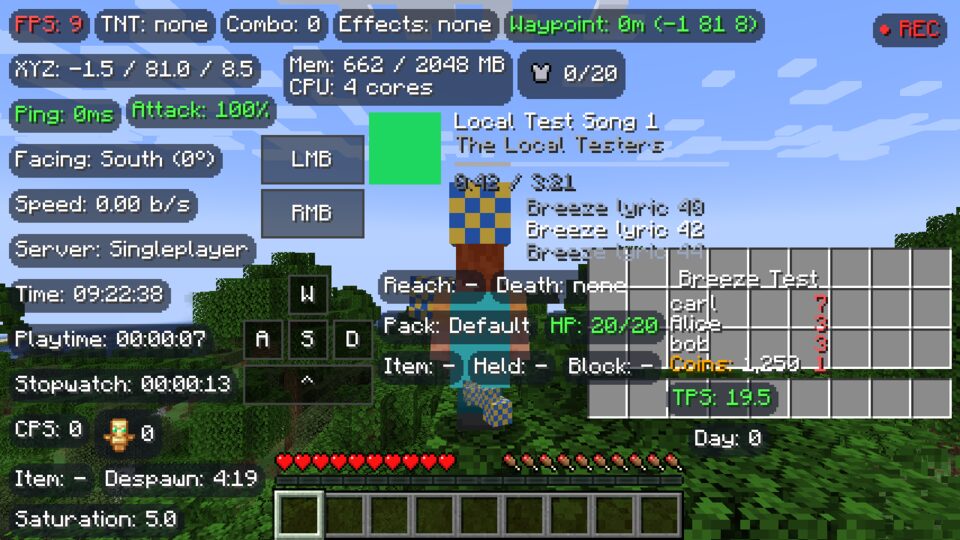 FPS: 9 TNT: none Combo: 0 Effects: none Waypoint: 0m (-1 81 8) REC
XYZ: -1.5 / 81.0 / 8.5
Mem: 662 / 2048 MB
CPU: 4 cores
0/20
Ping: 0ms Attack: 100%
Local Test Song 1
The Local Testers
0:42 / 3:21
LMB
RMB
Breeze lyric 40
Breeze lyric 42
Breeze lyric 44
Facing: South (0°)
Speed: 0.00 b/s
Server: Singleplayer
Time: 09:22:38
Playtime: 00:00:07
Stopwatch: 00:00:13
CPS: 0 0
Item: - Despawn: 4:19
Saturation: 5.0
W
A S D
^
Reach: - Death: none
Pack: Default HP: 20/20
Item: - Held: - Block: -
Breeze Test
carl 7
Alice 3
bob 3
Coins: 1,250 1
TPS: 19.5
Day: 0